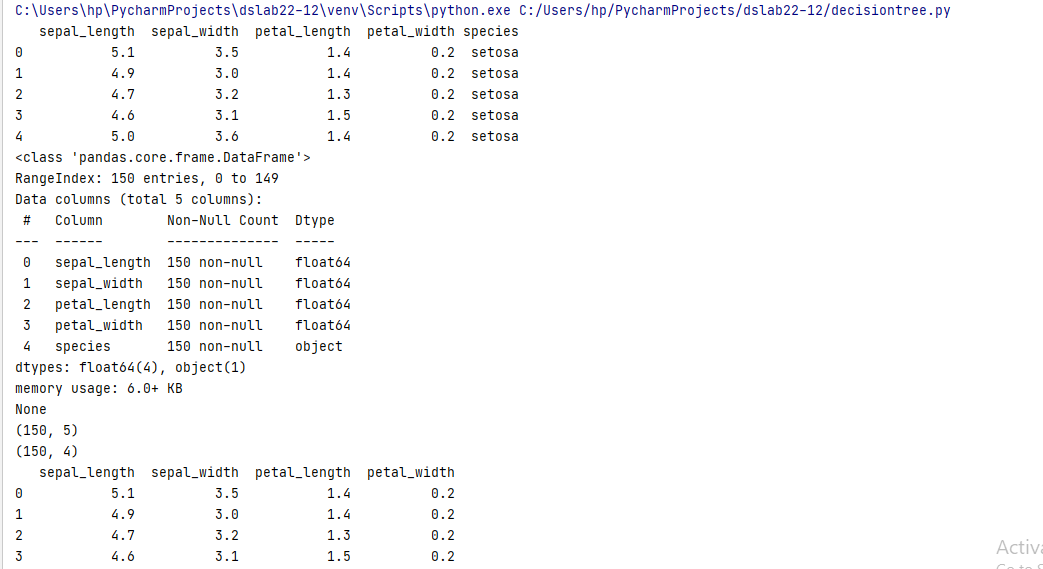 C:\Users\hp\PycharmProjects\dslab22-12\venv\Scripts\python.exe C:/Users/hp/PycharmProjects/dslab22-12/decisiontree.py
   sepal_length  sepal_width  petal_length  petal_width species
0           5.1          3.5           1.4          0.2  setosa
1           4.9          3.0           1.4          0.2  setosa
2           4.7          3.2           1.3          0.2  setosa
3           4.6          3.1           1.5          0.2  setosa
4           5.0          3.6           1.4          0.2  setosa
<class 'pandas.core.frame.DataFrame'>
RangeIndex: 150 entries, 0 to 149
Data columns (total 5 columns):
 #   Column        Non-Null Count  Dtype
---  ------        --------------  -----
 0   sepal_length  150 non-null    float64
 1   sepal_width   150 non-null    float64
 2   petal_length  150 non-null    float64
 3   petal_width   150 non-null    float64
 4   species       150 non-null    object
dtypes: float64(4), object(1)
memory usage: 6.0+ KB
None
(150, 5)
(150, 4)
   sepal_length  sepal_width  petal_length  petal_width
0           5.1          3.5           1.4          0.2
1           4.9          3.0           1.4          0.2
2           4.7          3.2           1.3          0.2
3           4.6          3.1           1.5          0.2
Activa